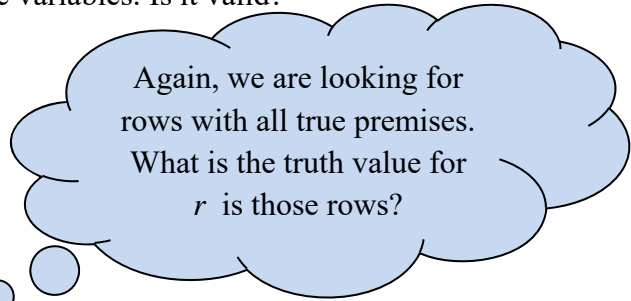 variables. Is it valid?
Again, we are looking for
rows with all true premises.
What is the truth value for
r is those rows?